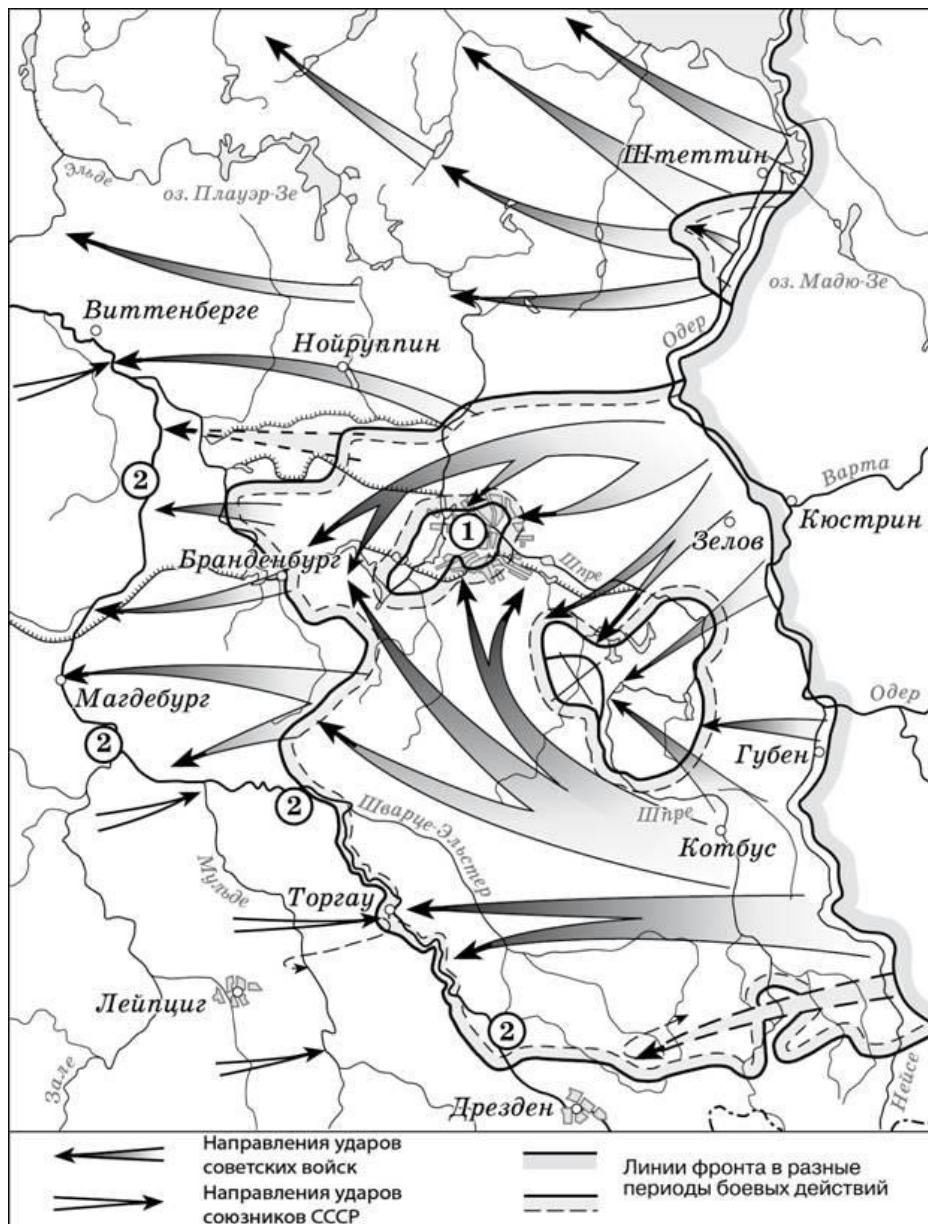 Штеттин
Эльде
оз. Плауэр-Зе
оз. Мадю-Зе
Виттенберге
Нойруппин
Одер
2
Варта
Кюстрин
1
Зелов
Бранденбург
Шпре
Магдебург
Одер
2
Губен
2
Шварце-Эльстер
Шпре
Котбус
Мульде
Торгау
Лейпциг
2
Зале
Дрезден
Нейсе
Направления ударов
советских войск
Направления ударов
союзников СССР
Линии фронта в разные
периоды боевых действий